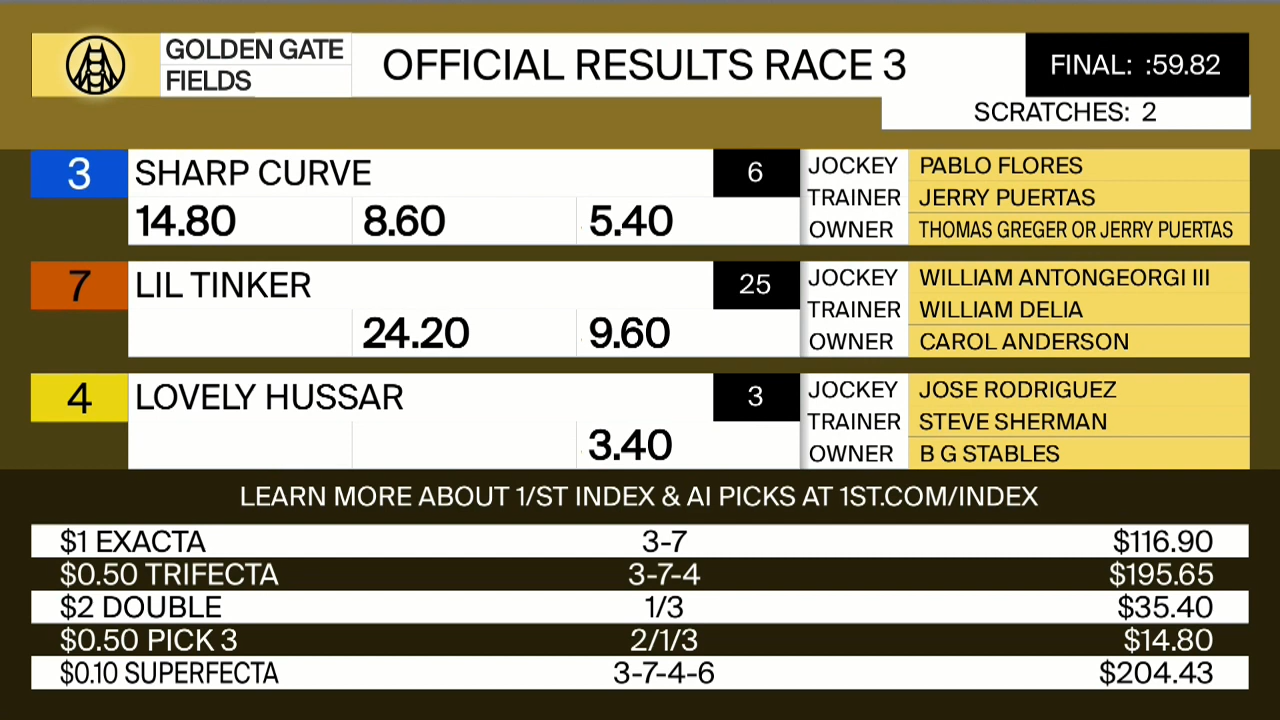 GOLDEN GATE
FIELDS
OFFICIAL RESULTS RACE 3
FINAL: :59.82
SCRATCHES: 2
3 SHARP CURVE 6
14.80 8.60 5.40
JOCKEY PABLO FLORES
TRAINER JERRY PUERTAS
OWNER THOMAS GREGER OR JERRY PUERTAS
7 LIL TINKER 25
24.20 9.60
JOCKEY WILLIAM ANTONGEORGI III
TRAINER WILLIAM DELIA
OWNER CAROL ANDERSON
4 LOVELY HUSSAR 3
3.40
JOCKEY JOSE RODRIGUEZ
TRAINER STEVE SHERMAN
OWNER B G STABLES
LEARN MORE ABOUT 1/ST INDEX & AI PICKS AT 1ST.COM/INDEX
$1 EXACTA 3-7 $116.90
$0.50 TRIFECTA 3-7-4 $195.65
$2 DOUBLE 1/3 $35.40
$0.50 PICK 3 2/1/3 $14.80
$0.10 SUPERFECTA 3-7-4-6 $204.43